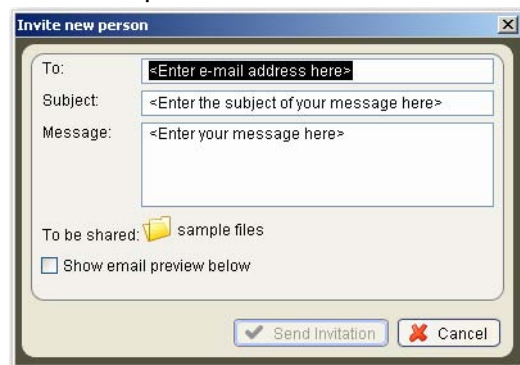 Invite new person
To: <Enter e-mail address here>
Subject: <Enter the subject of your message here>
Message: <Enter your message here>
To be shared: sample files
Show email preview below
Send Invitation Cancel